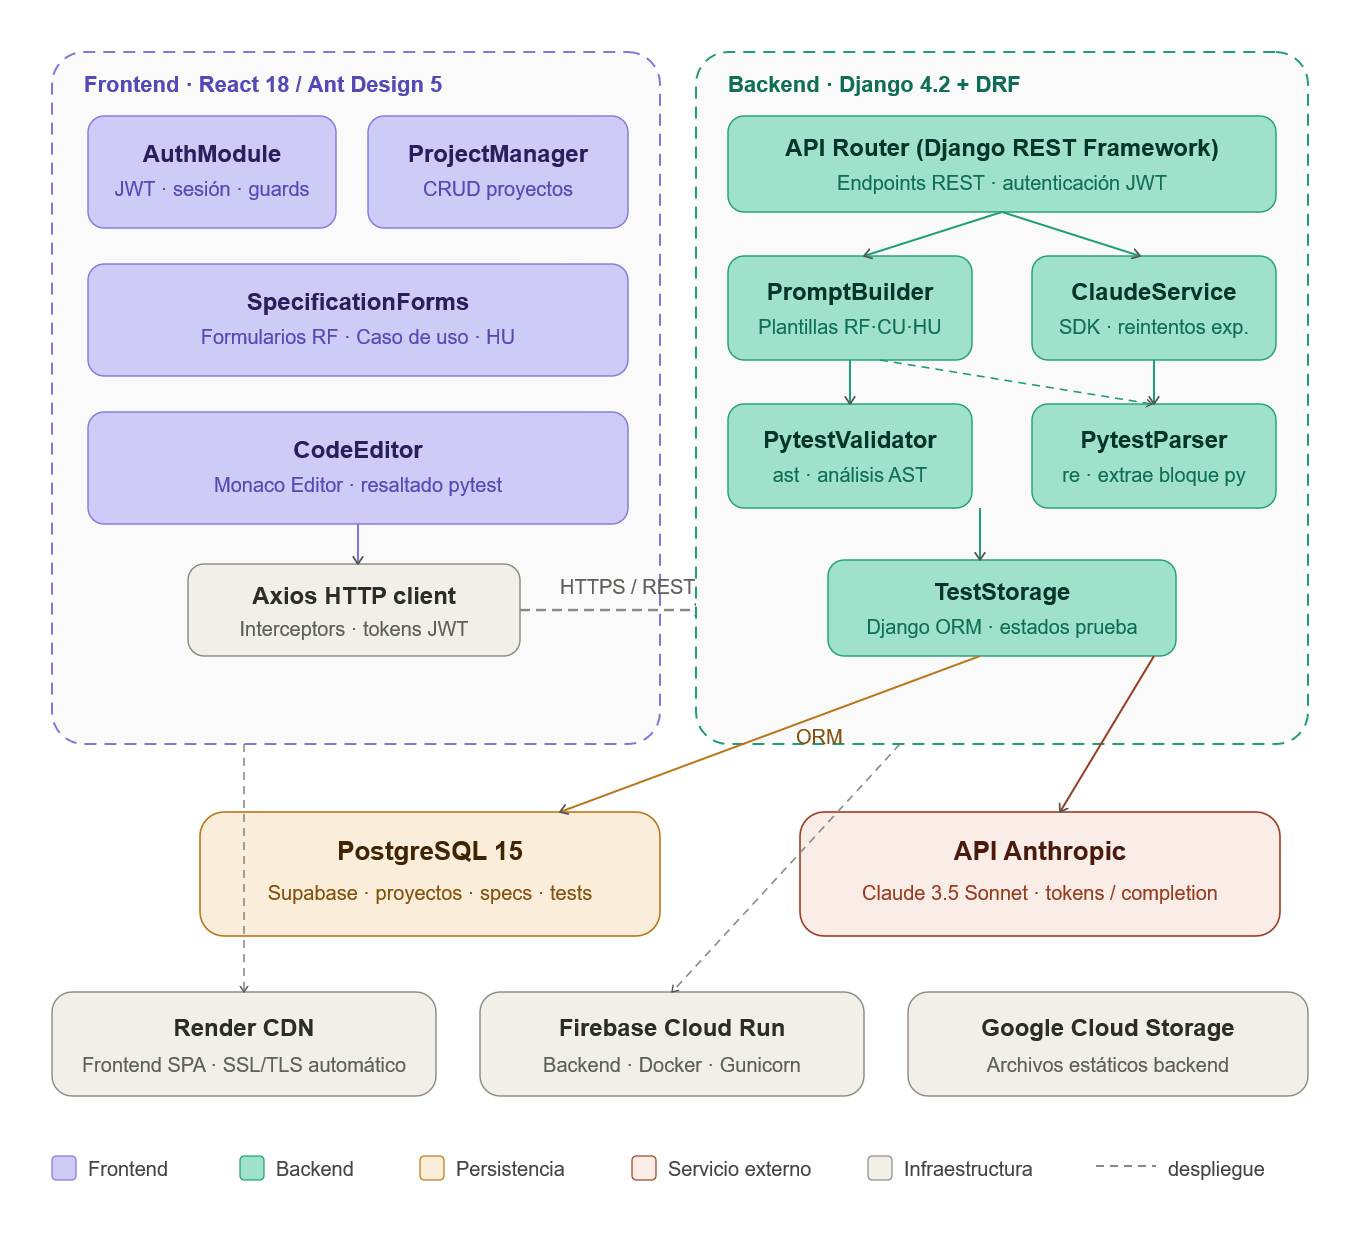 Frontend · React 18 / Ant Design 5
AuthModule
JWT · sesión · guards
ProjectManager
CRUD proyectos
SpecificationForms
Formularios RF · Caso de uso · HU
CodeEditor
Monaco Editor · resaltado pytest
Axios HTTP client
Interceptors · tokens JWT
HTTPS / REST
Backend · Django 4.2 + DRF
API Router (Django REST Framework)
Endpoints REST · autenticación JWT
PromptBuilder
Plantillas RF·CU·HU
ClaudeService
SDK · reintentos exp.
PytestValidator
ast · análisis AST
PytestParser
re · extrae bloque py
TestStorage
Django ORM · estados prueba
ORM
PostgreSQL 15
Supabase · proyectos · specs · tests
API Anthropic
Claude 3.5 Sonnet · tokens / completion
Render CDN
Frontend SPA · SSL/TLS automático
Firebase Cloud Run
Backend · Docker · Gunicorn
Google Cloud Storage
Archivos estáticos backend
Frontend
Backend
Persistencia
Servicio externo
Infraestructura
despliegue